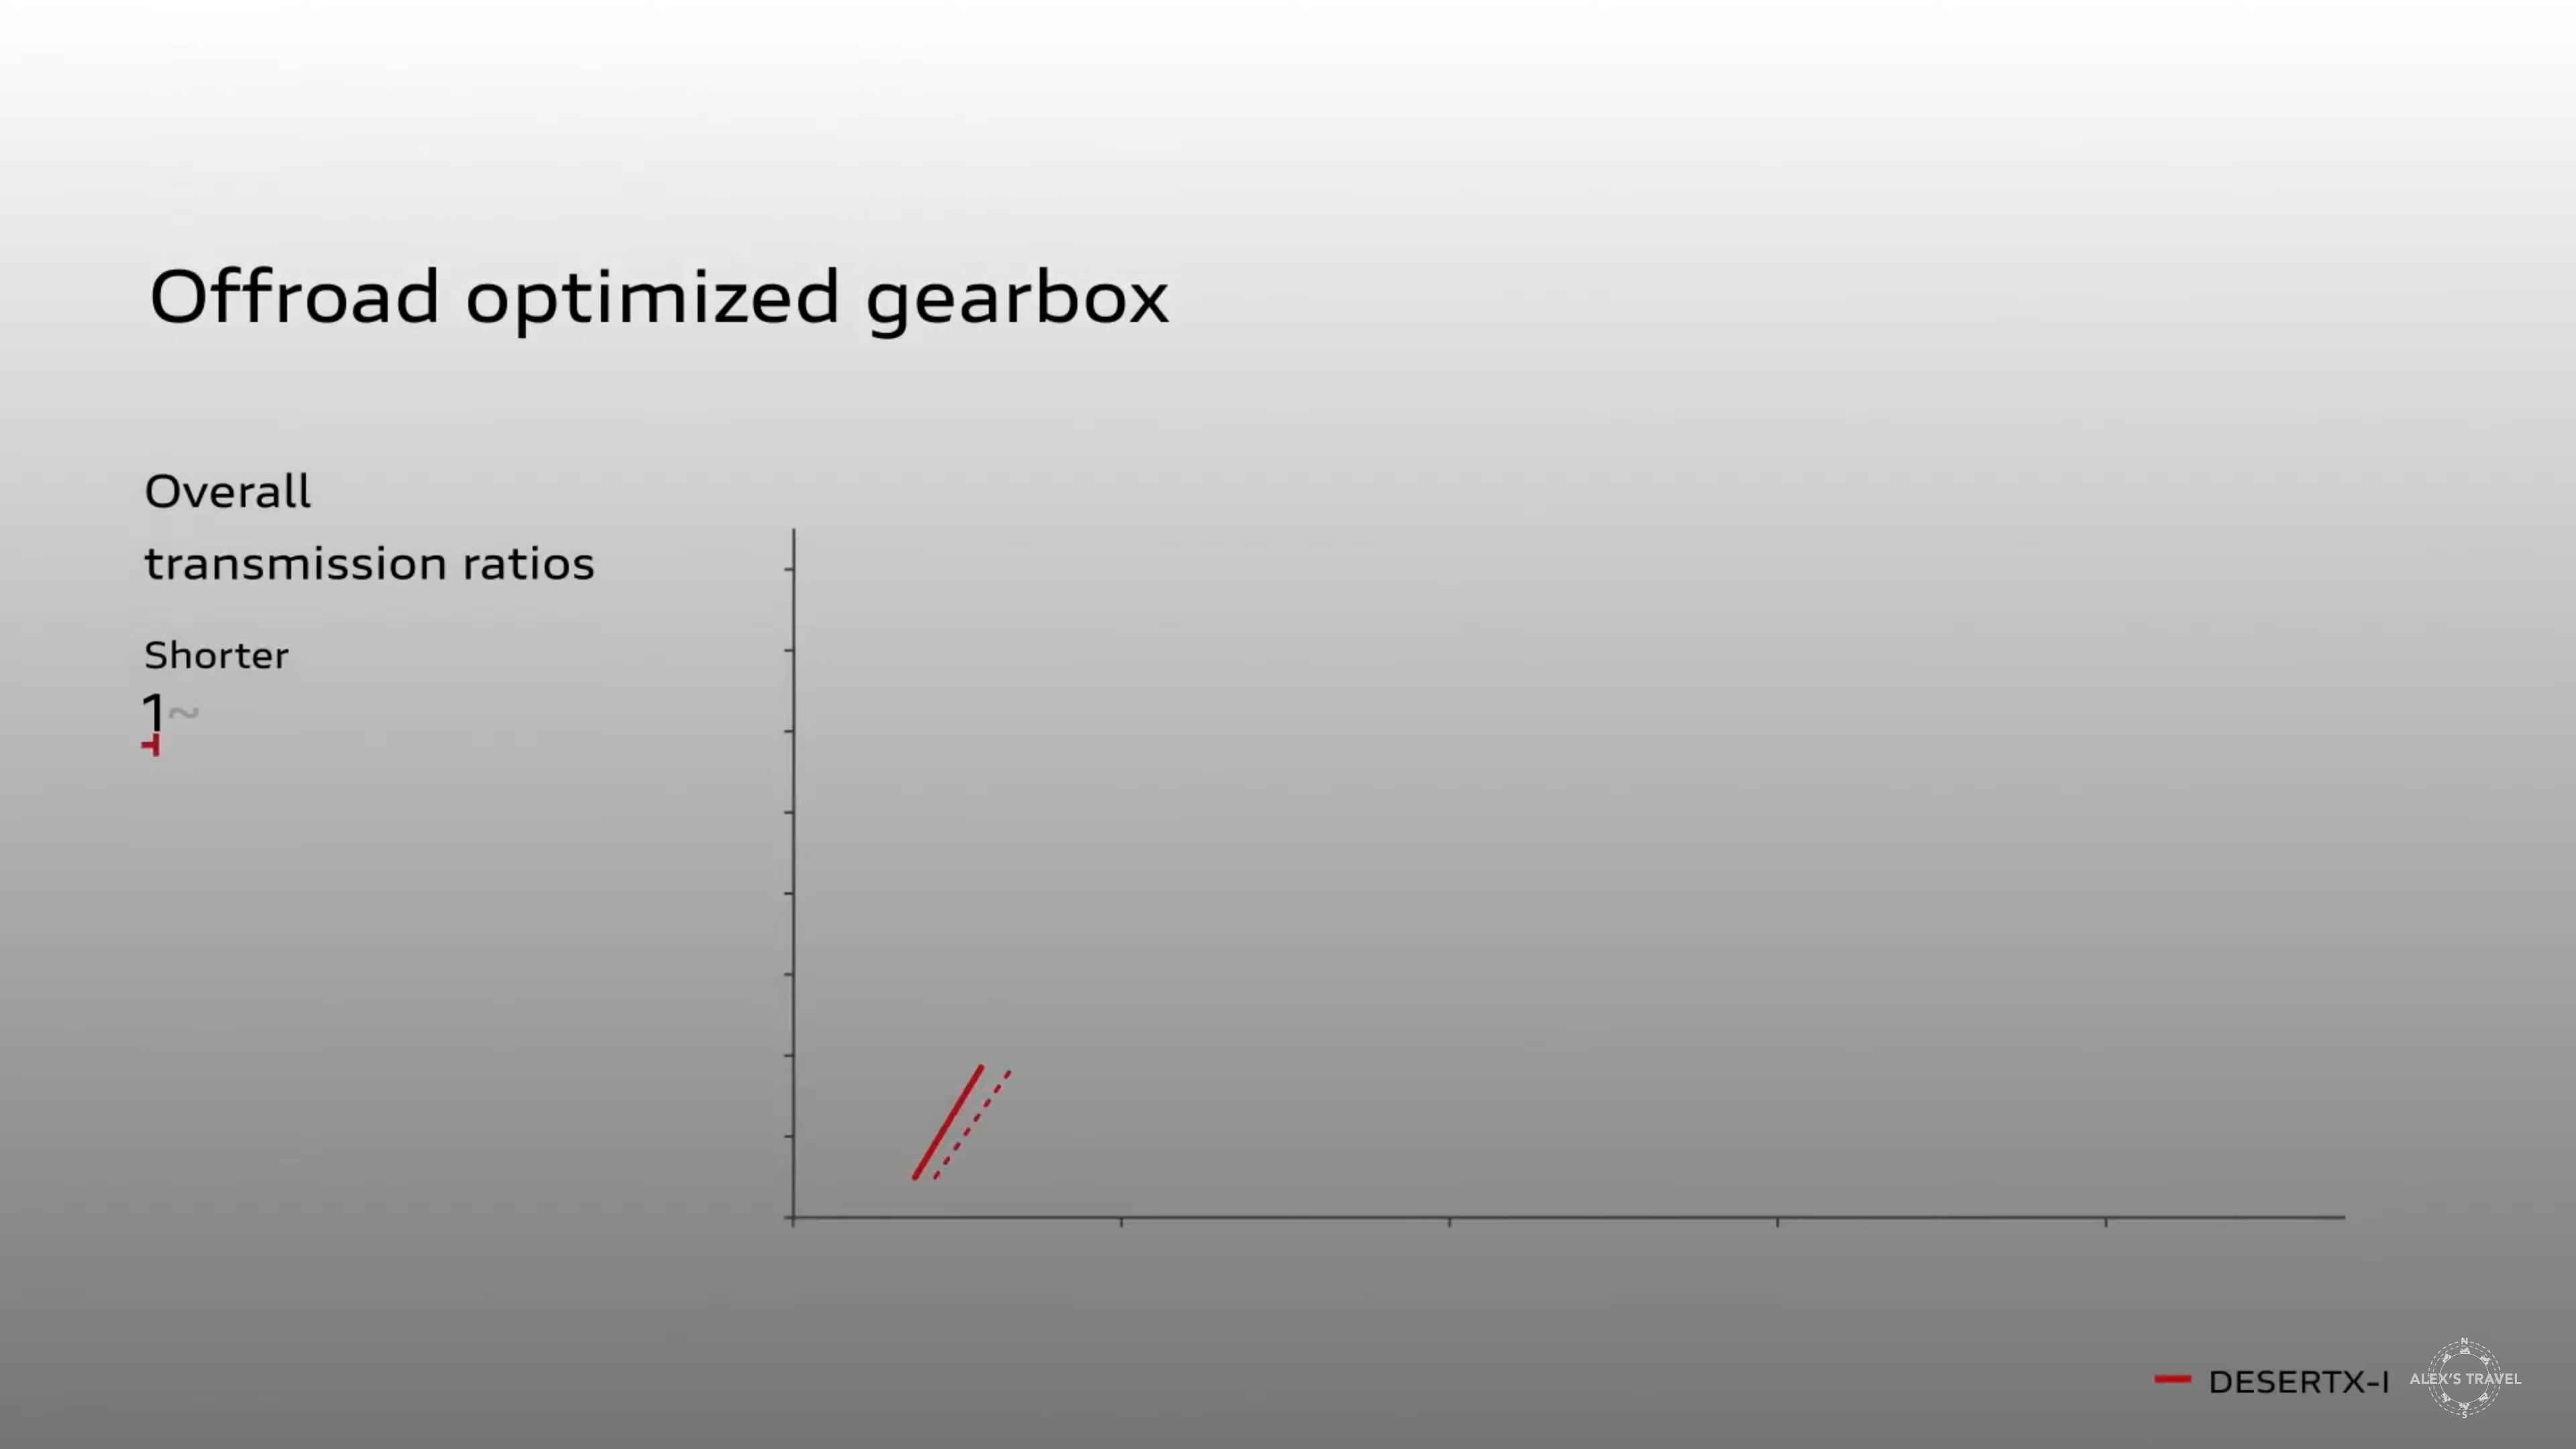 Offroad optimized gearbox
Overall
transmission ratios
Shorter
1~
DESERTX-I
N
ALEX'S TRAVEL
S